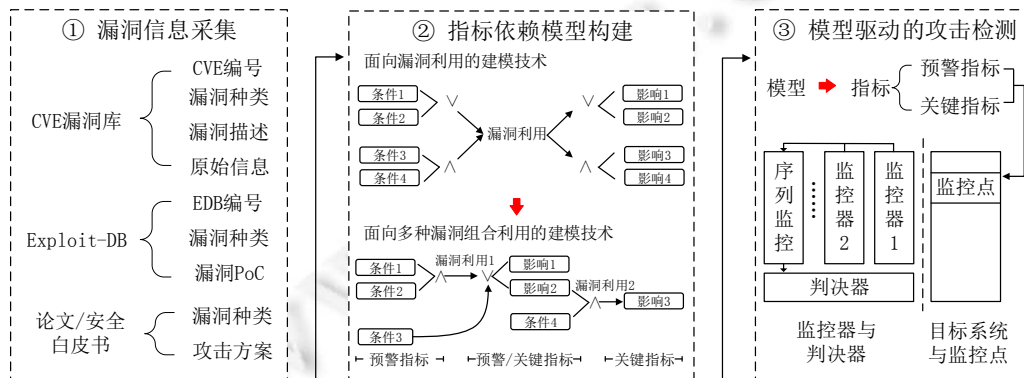 ① 漏洞信息采集
CVE漏洞库
CVE编号
漏洞种类
漏洞描述
原始信息
Exploit-DB
EDB编号
漏洞种类
漏洞PoC
论文/安全
白皮书
漏洞种类
攻击方案
② 指标依赖模型构建
面向漏洞利用的建模技术
条件1
条件2
条件3
条件4
∨
∧
漏洞利用
∨
∧
影响1
影响2
影响3
影响4
面向多种漏洞组合利用的建模技术
条件1
条件2
条件3
∧
漏洞利用1
∨
影响1
影响2
条件4
漏洞利用2
∧
影响3
预警指标
预警/关键指标
关键指标
③ 模型驱动的攻击检测
模型
指标
预警指标
关键指标
序列监控
……
监控器2
监控器1
判决器
监控点
监控器与
判决器
目标系统
与监控点